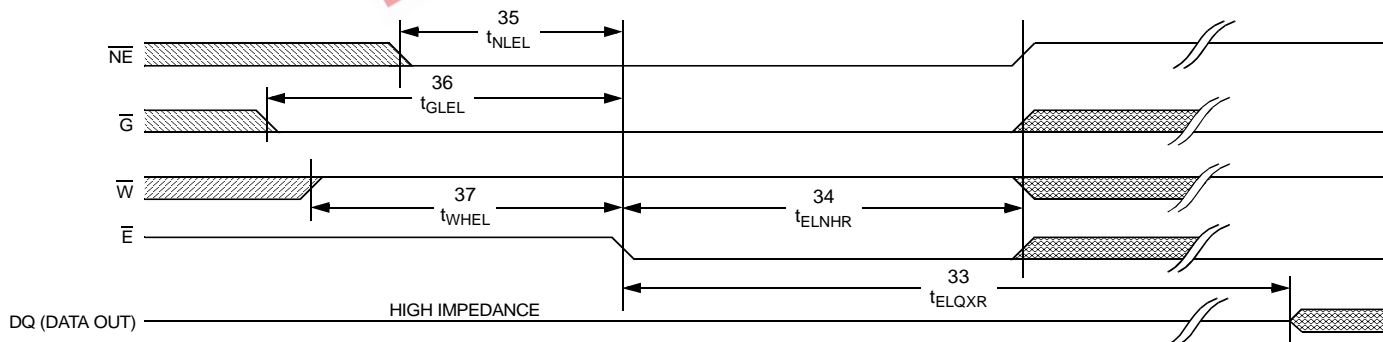 35
tNLEL
NE
36
tGLEL
G
W
37
tWHEL
34
tELNHR
E
33
tELQXR
HIGH IMPEDANCE
DQ (DATA OUT)